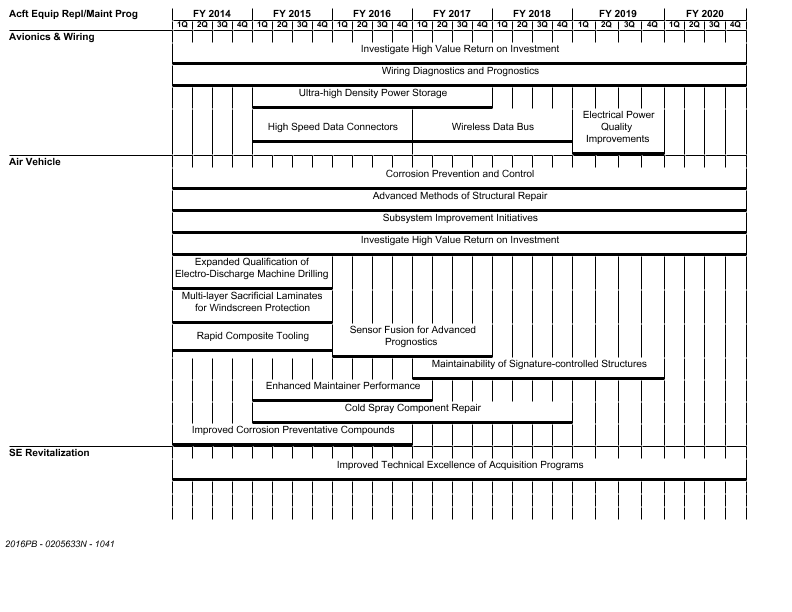 Acft Equip Repl/Maint Prog FY 2014 FY 2015 FY 2016 FY 2017 FY 2018 FY 2019 FY 2020
1Q 2Q 3Q 4Q 1Q 2Q 3Q 4Q 1Q 2Q 3Q 4Q 1Q 2Q 3Q 4Q 1Q 2Q 3Q 4Q 1Q 2Q 3Q 4Q 1Q 2Q 3Q 4Q
Avionics & Wiring
Investigate High Value Return on Investment
Wiring Diagnostics and Prognostics
Ultra-high Density Power Storage
High Speed Data Connectors
Wireless Data Bus
Electrical Power
Quality
Improvements
Air Vehicle
Corrosion Prevention and Control
Advanced Methods of Structural Repair
Subsystem Improvement Initiatives
Investigate High Value Return on Investment
Expanded Qualification of
Electro-Discharge Machine Drilling
Multi-layer Sacrificial Laminates
for Windscreen Protection
Rapid Composite Tooling
Sensor Fusion for Advanced
Prognostics
Maintainability of Signature-controlled Structures
Enhanced Maintainer Performance
Cold Spray Component Repair
Improved Corrosion Preventative Compounds
SE Revitalization
Improved Technical Excellence of Acquisition Programs
2016PB - 0205633N - 1041